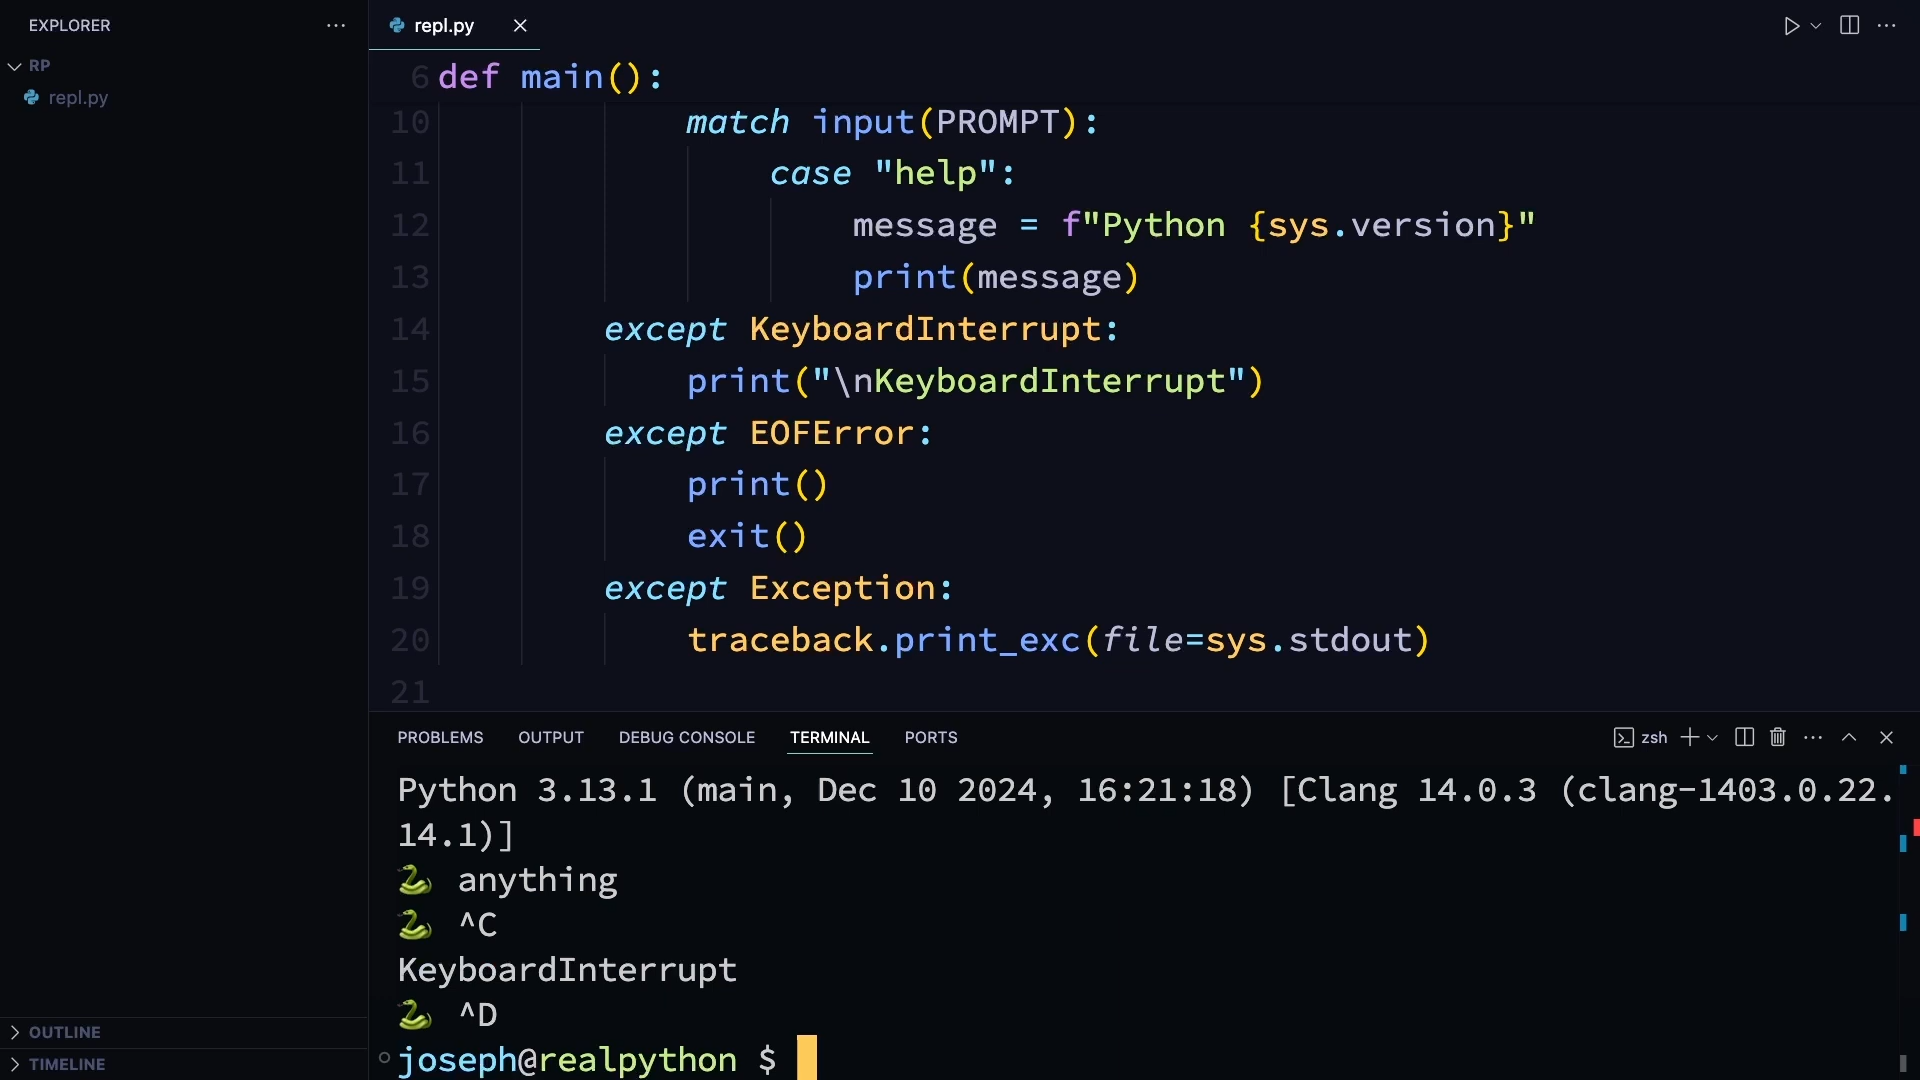 EXPLORER
RP
repl.py
OUTLINE
TIMELINE
repl.py
6 def main():
10 match input(PROMPT):
11 case "help":
12 message = f"Python {sys.version}"
13 print(message)
14 except KeyboardInterrupt:
15 print("\nKeyboardInterrupt")
16 except EOFError:
17 print()
18 exit()
19 except Exception:
20 traceback.print_exc(file=sys.stdout)
21
PROBLEMS OUTPUT DEBUG CONSOLE TERMINAL PORTS zsh
Python 3.13.1 (main, Dec 10 2024, 16:21:18) [Clang 14.0.3 (clang-1403.0.22.
14.1)]
🐍 anything
🐍 ^C
KeyboardInterrupt
🐍 ^D
joseph@realpython $